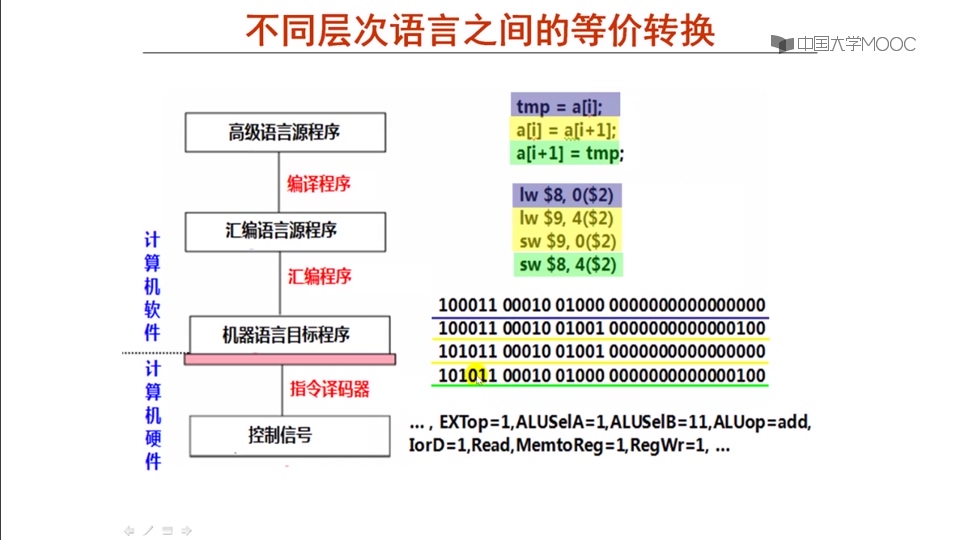 不同层次语言之间的等价转换
中国大学MOOC
高级语言源程序
编译程序
汇编语言源程序
汇编程序
机器语言目标程序
指令译码器
控制信号
计算机软件
计算机硬件
tmp = a[i];
a[i] = a[i+1];
a[i+1] = tmp;
lw $8, 0($2)
lw $9, 4($2)
sw $9, 0($2)
sw $8, 4($2)
100011 00010 01000 0000000000000000
100011 00010 01001 0000000000000100
101011 00010 01001 0000000000000000
101011 00010 01000 0000000000000100
... , EXTop=1,ALUSelA=1,ALUSelB=11,ALUop=add,
IorD=1,Read,MemtoReg=1,RegWr=1, ...